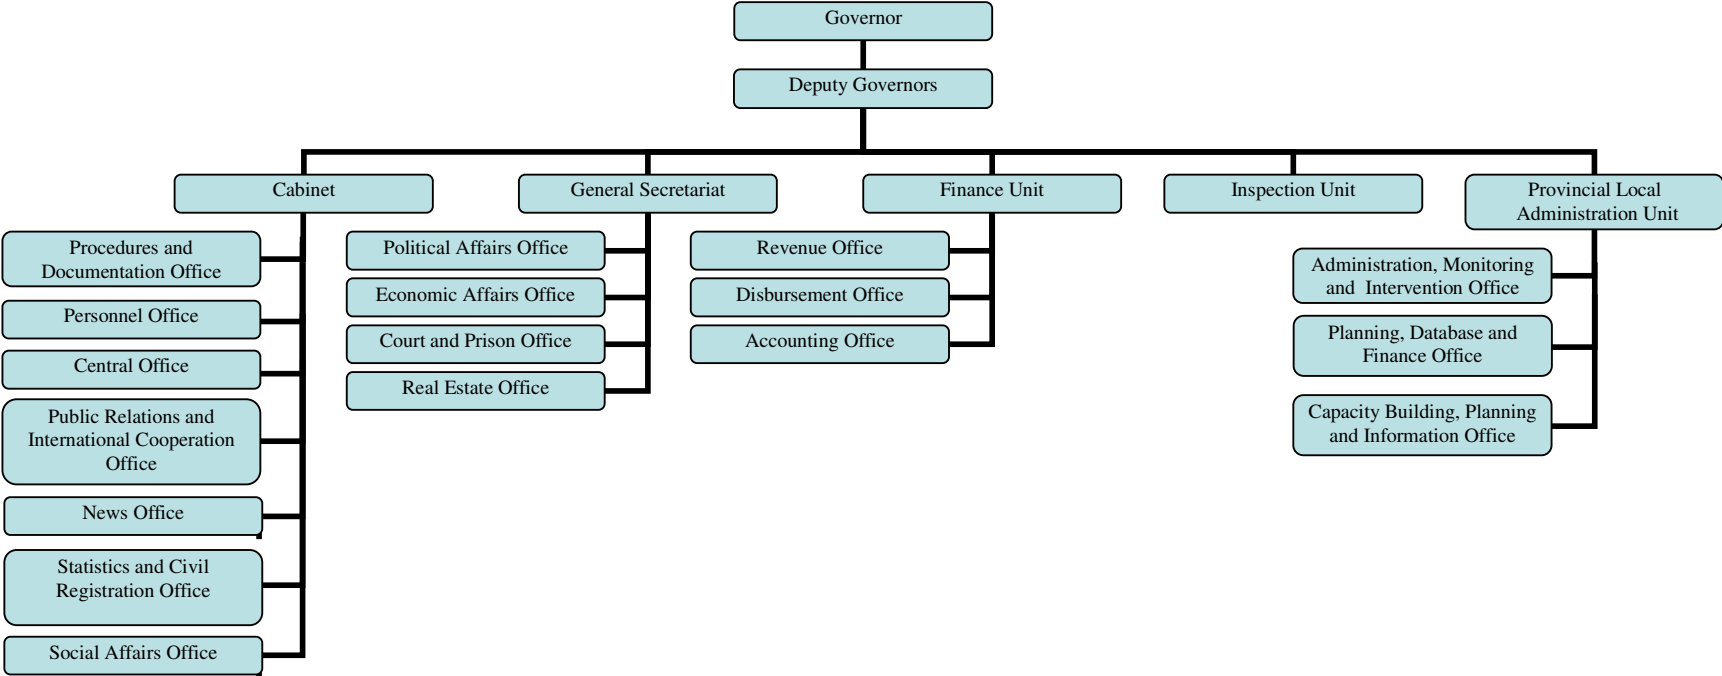 Governor
Deputy Governors
Cabinet
General Secretariat
Finance Unit
Inspection Unit
Provincial Local
Administration Unit
Procedures and
Documentation Office
Personnel Office
Central Office
Public Relations and
International Cooperation
Office
News Office
Statistics and Civil
Registration Office
Social Affairs Office
Political Affairs Office
Economic Affairs Office
Court and Prison Office
Real Estate Office
Revenue Office
Disbursement Office
Accounting Office
Administration, Monitoring
and Intervention Office
Planning, Database and
Finance Office
Capacity Building, Planning
and Information Office